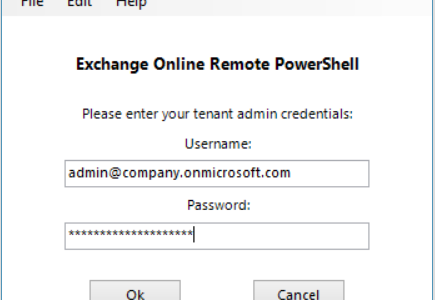 File Edit Help
Exchange Online Remote PowerShell
Please enter your tenant admin credentials:
Username:
admin@company.onmicrosoft.com
Password:
********************
Ok Cancel